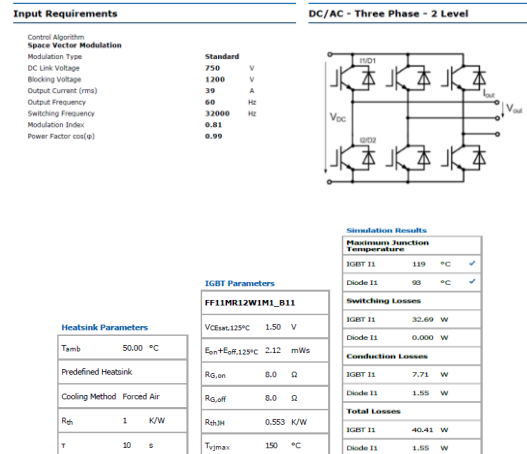 Input Requirements
Control Algorithm
Space Vector Modulation
Modulation Type Standard
DC Link Voltage 750 V
Blocking Voltage 1200 V
Output Current (rms) 39 A
Output Frequency 60 Hz
Switching Frequency 32000 Hz
Modulation Index 0.81
Power Factor cos(φ) 0.99
DC/AC - Three Phase - 2 Level
I1/D1
Iout
Vout
VDC
I2/D2
Heatsink Parameters
Tamb 50.00 °C
Predefined Heatsink
Cooling Method Forced Air
Rth 1 K/W
τ 10 s
IGBT Parameters
FF11MR12W1M1_B11
VCEsat,125°C 1.50 V
Eon+Eoff,125°C 2.12 mWs
RG,on 8.0 Ω
RG,off 8.0 Ω
RthJH 0.553 K/W
Tvjmax 150 °C
Simulation Results
Maximum Junction
Temperature
IGBT I1 119 °C ✓
Diode I1 93 °C ✓
Switching Losses
IGBT I1 32.69 W
Diode I1 0.000 W
Conduction Losses
IGBT I1 7.71 W
Diode I1 1.55 W
Total Losses
IGBT I1 40.41 W
Diode I1 1.55 W